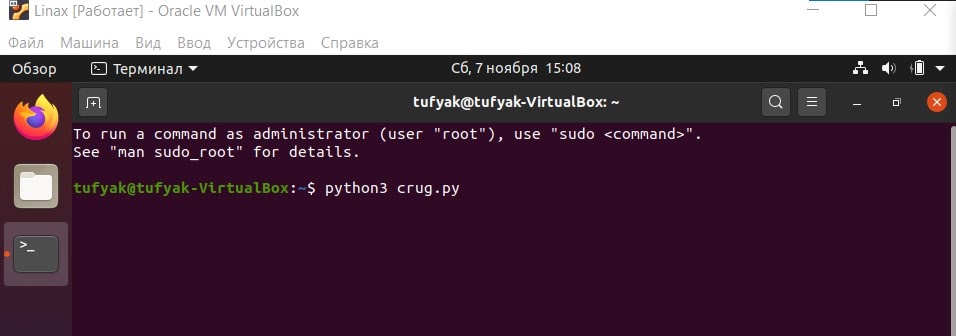 Linax [Работает] - Oracle VM VirtualBox
Файл Машина Вид Ввод Устройства Справка
Обзор Терминал Сб, 7 ноября 15:08
tufyak@tufyak-VirtualBox: ~
To run a command as administrator (user "root"), use "sudo <command>".
See "man sudo_root" for details.
tufyak@tufyak-VirtualBox:~$ python3 crug.py
>_